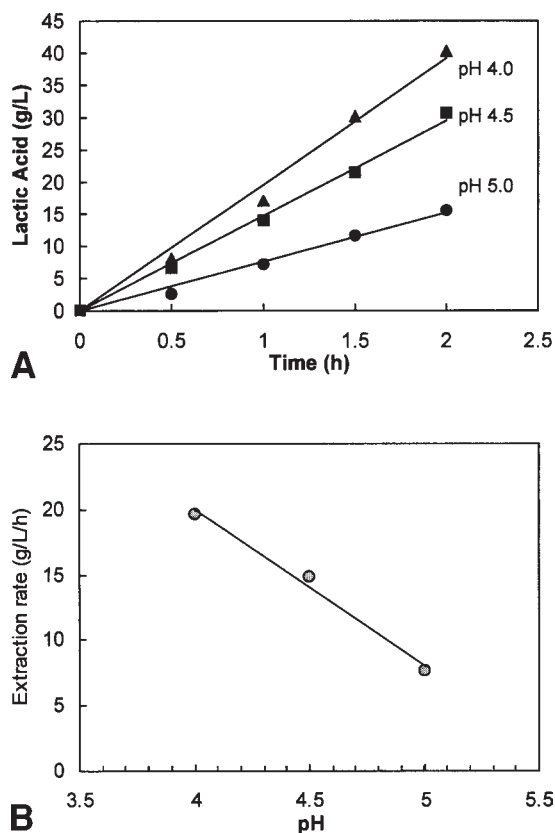 45
40
35
30
25
20
15
10
5
0
Lactic Acid (g/L)
pH 4.0
pH 4.5
pH 5.0
0 0.5 1 1.5 2 2.5
Time (h)
A
25
20
15
10
5
0
Extraction rate (g/L/h)
3.5 4 4.5 5 5.5
pH
B